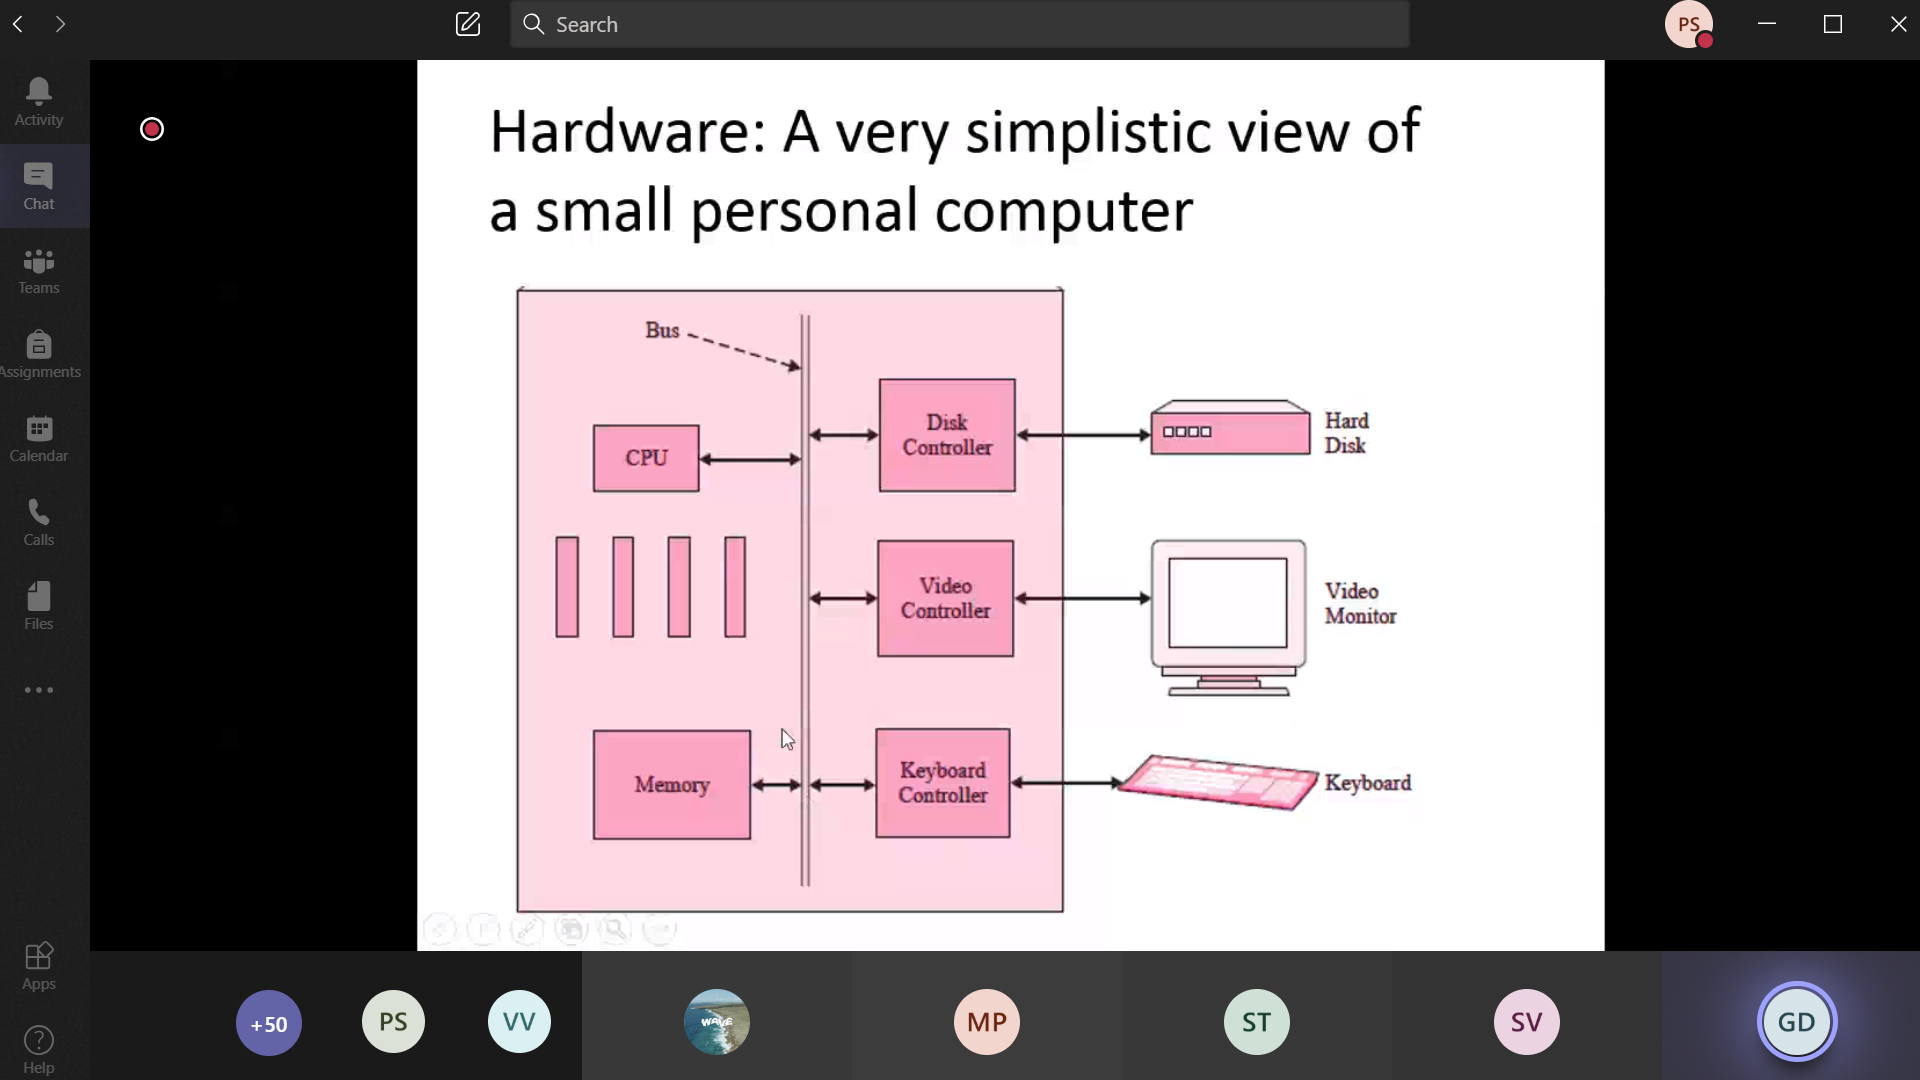 Search
PS
Activity
Chat
Teams
Assignments
Calendar
Calls
Files
Apps
Help
Hardware: A very simplistic view of
a small personal computer
Bus
CPU
Memory
Disk
Controller
Hard
Disk
Video
Controller
Video
Monitor
Keyboard
Controller
Keyboard
+50
PS
VV
WAVE
MP
ST
SV
GD